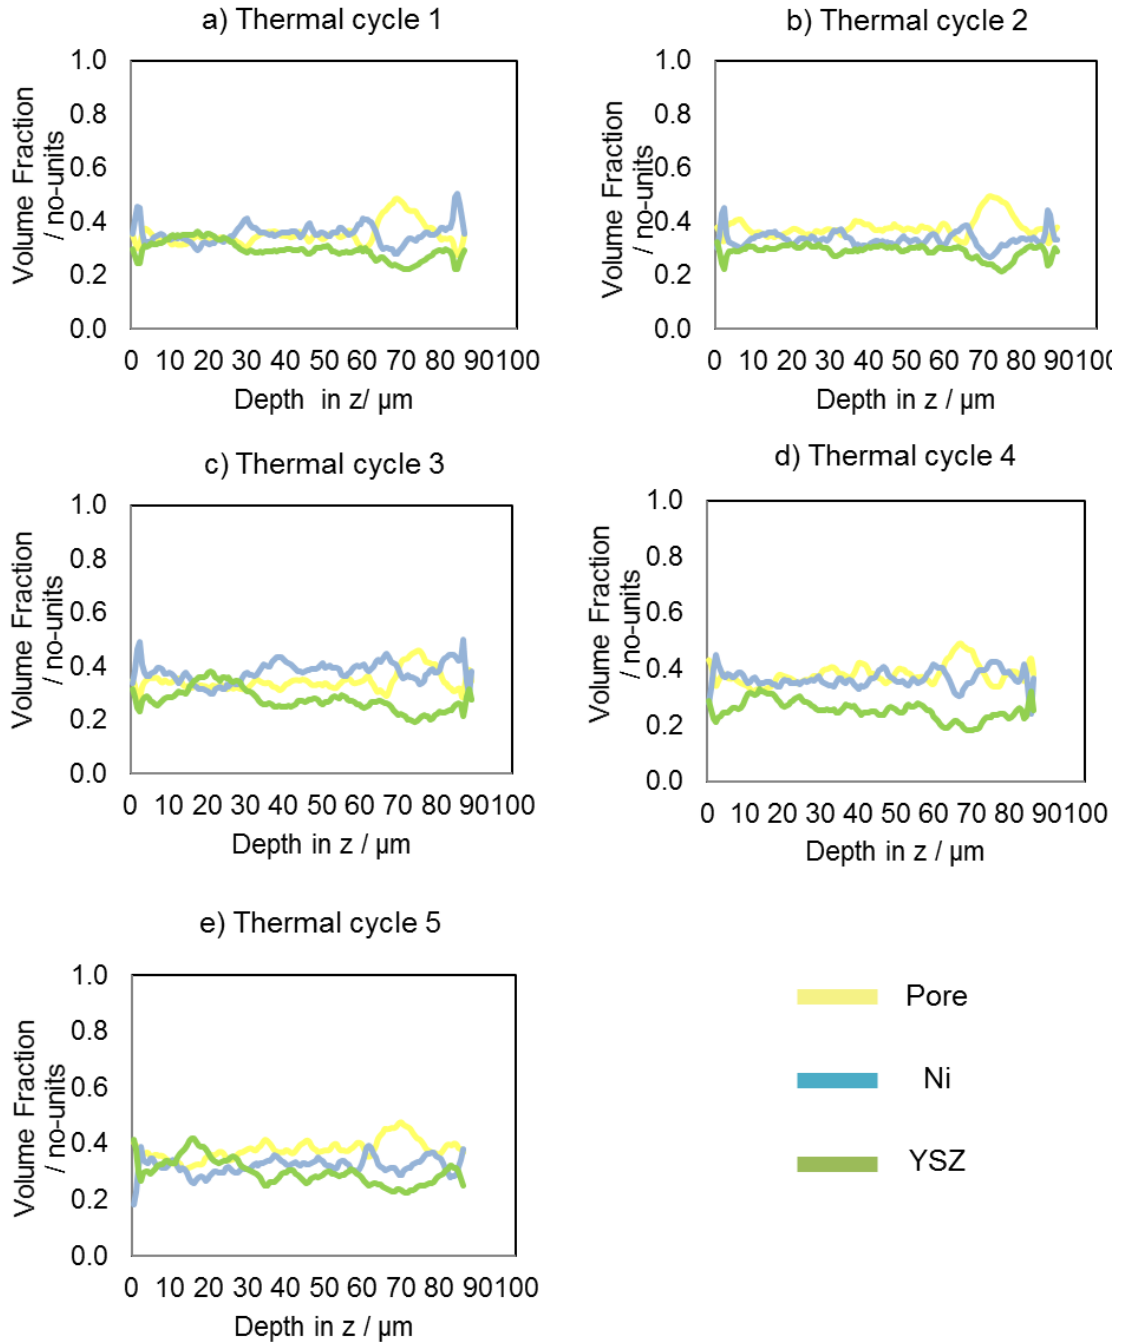 a) Thermal cycle 1
Volume Fraction
/ no-units
1.0
0.8
0.6
0.4
0.2
0.0
0 10 20 30 40 50 60 70 80 90100
Depth in z/ µm
b) Thermal cycle 2
Volume Fraction
/ no-units
1.0
0.8
0.6
0.4
0.2
0.0
0 10 20 30 40 50 60 70 80 90100
Depth in z / µm
c) Thermal cycle 3
Volume Fraction
/ no-units
1.0
0.8
0.6
0.4
0.2
0.0
0 10 20 30 40 50 60 70 80 90100
Depth in z / µm
d) Thermal cycle 4
Volume Fraction
/ no-units
1.0
0.8
0.6
0.4
0.2
0.0
0 10 20 30 40 50 60 70 80 90100
Depth in z / µm
e) Thermal cycle 5
Volume Fraction
/ no-units
1.0
0.8
0.6
0.4
0.2
0.0
0 10 20 30 40 50 60 70 80 90100
Depth in z / µm
Pore
Ni
YSZ